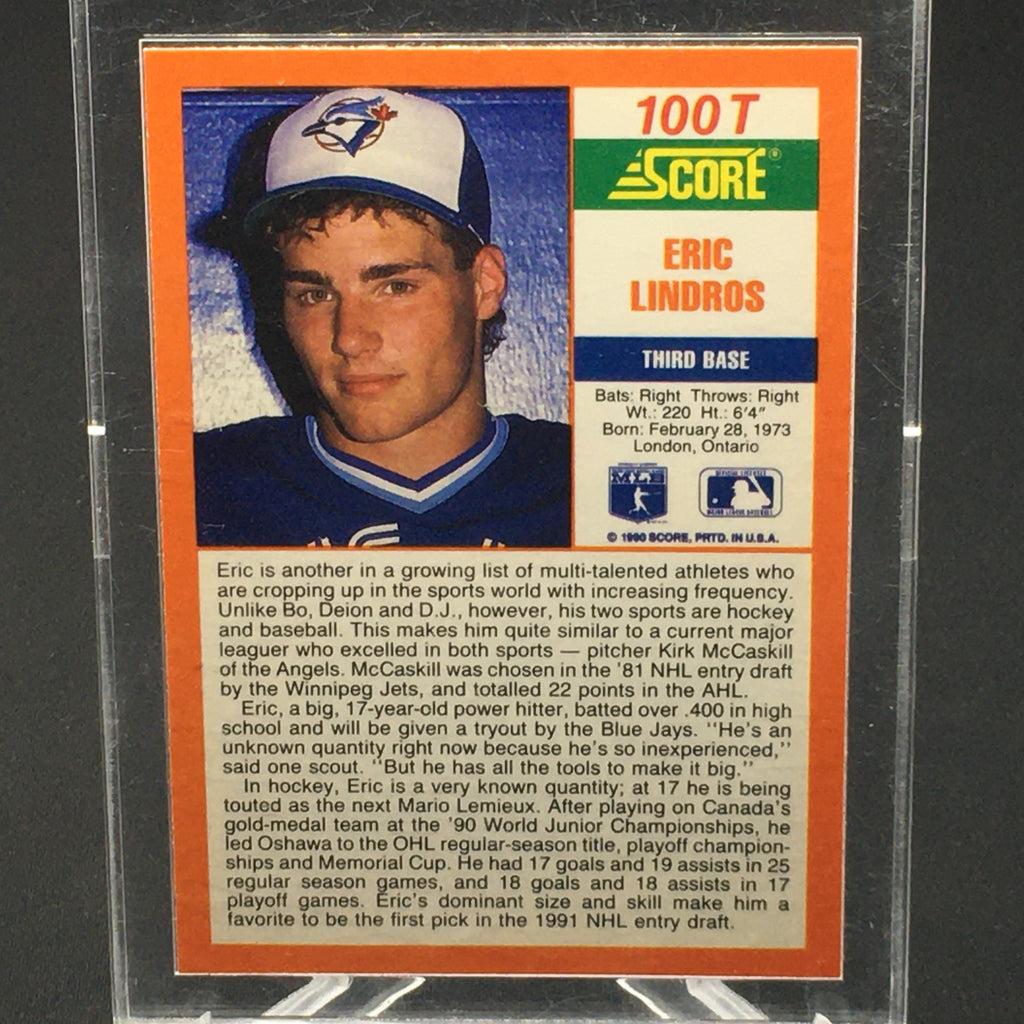 100T
SCORE®
ERIC
LINDROS
THIRD BASE
Bats: Right Throws: Right
Wt.: 220 Ht.: 6'4"
Born: February 28, 1973
London, Ontario
MLB
© 1990 SCORE, PRTD. IN U.S.A.
Eric is another in a growing list of multi-talented athletes who
are cropping up in the sports world with increasing frequency.
Unlike Bo, Deion and D.J., however, his two sports are hockey
and baseball. This makes him quite similar to a current major
leaguer who excelled in both sports — pitcher Kirk McCaskill
of the Angels. McCaskill was chosen in the '81 NHL entry draft
by the Winnipeg Jets, and totalled 22 points in the AHL.
Eric, a big, 17-year-old power hitter, batted over .400 in high
school and will be given a tryout by the Blue Jays. "He's an
unknown quantity right now because he's so inexperienced,"
said one scout. "But he has all the tools to make it big."
In hockey, Eric is a very known quantity; at 17 he is being
touted as the next Mario Lemieux. After playing on Canada's
gold-medal team at the '90 World Junior Championships, he
led Oshawa to the OHL regular-season title, playoff champion-
ships and Memorial Cup. He had 17 goals and 19 assists in 25
regular season games, and 18 goals and 18 assists in 17
playoff games. Eric's dominant size and skill make him a
favorite to be the first pick in the 1991 NHL entry draft.